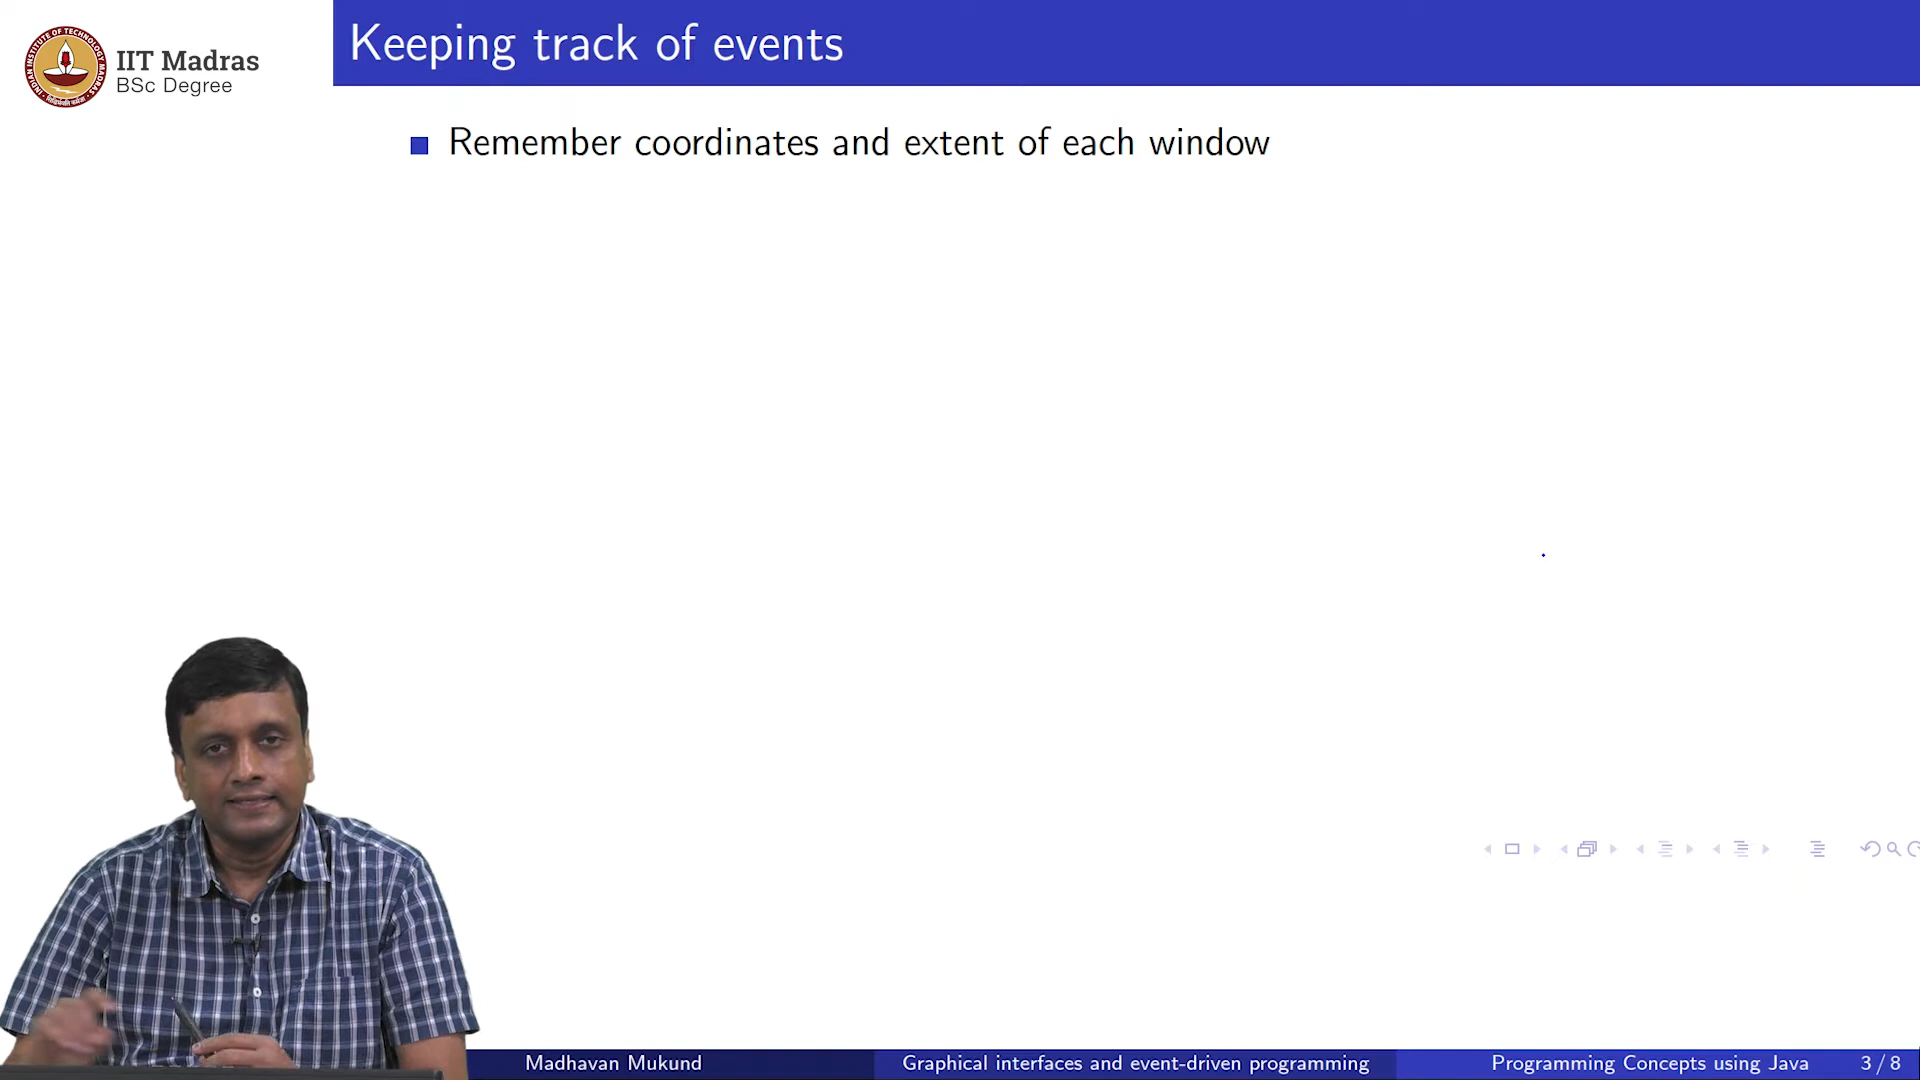 IIT Madras
BSc Degree
Keeping track of events
Remember coordinates and extent of each window
Madhavan Mukund
Graphical interfaces and event-driven programming
Programming Concepts using Java
3 / 8